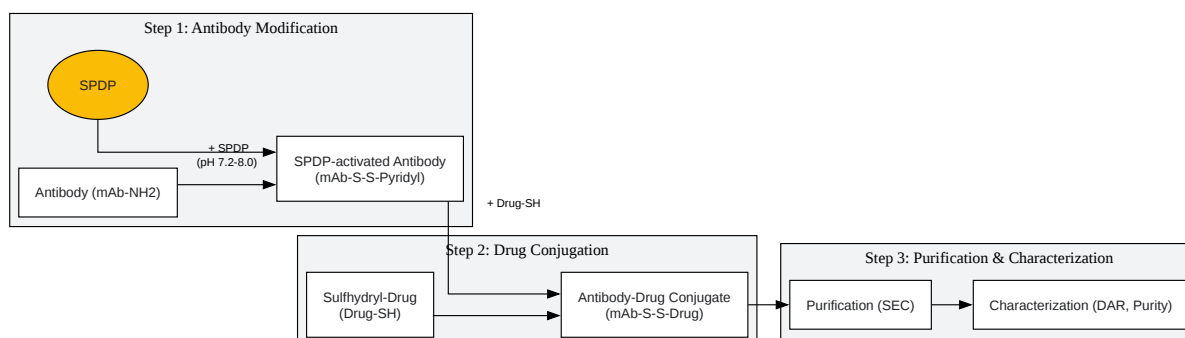 Step 1: Antibody Modification
SPDP
+ SPDP
(pH 7.2-8.0)
Antibody (mAb-NH2)
SPDP-activated Antibody
(mAb-S-S-Pyridyl)
+ Drug-SH
Step 2: Drug Conjugation
Sulfhydryl-Drug
(Drug-SH)
Antibody-Drug Conjugate
(mAb-S-S-Drug)
Step 3: Purification & Characterization
Purification (SEC)
Characterization (DAR, Purity)